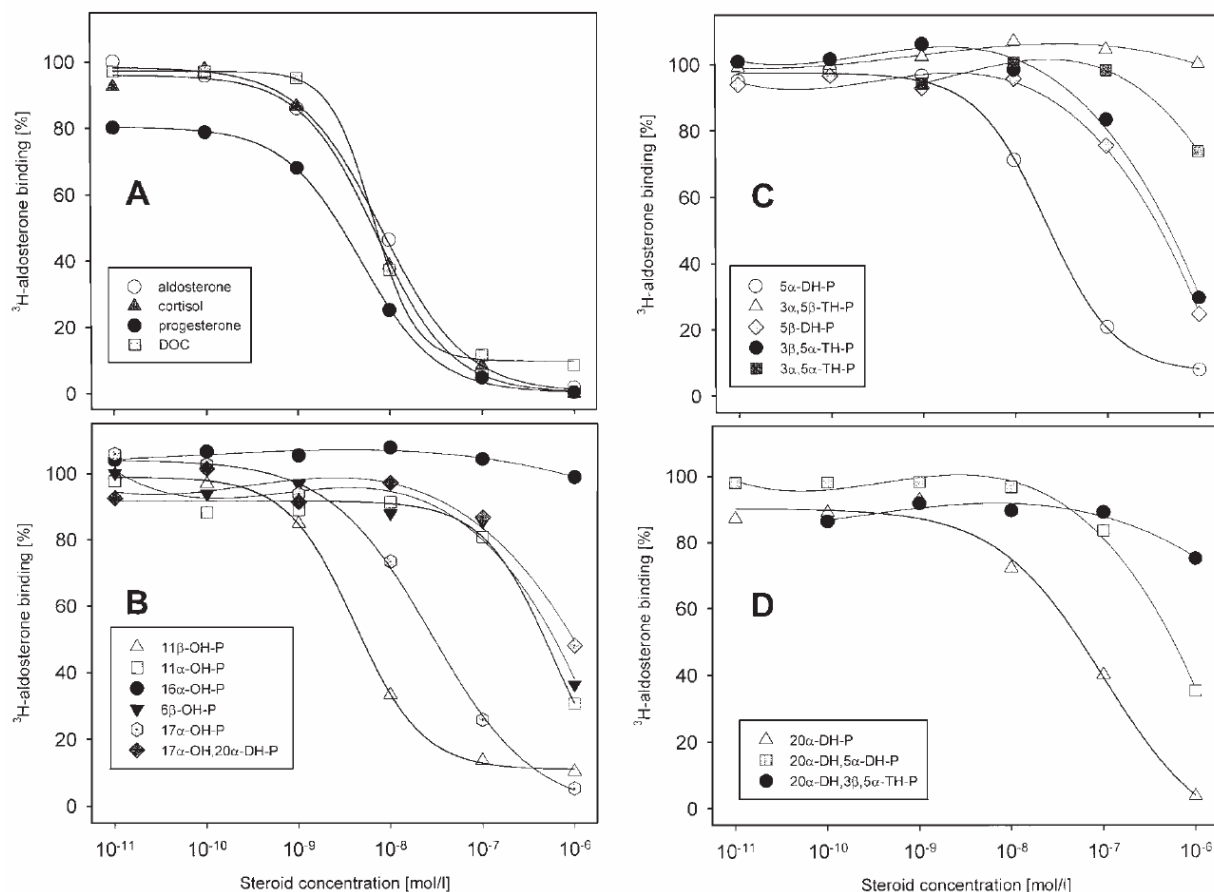 ³H-aldosterone binding [%]
100
80
60
40
20
0
A
aldosterone
cortisol
progesterone
DOC
³H-aldosterone binding [%]
100
80
60
40
20
0
B
11β-OH-P
11α-OH-P
16α-OH-P
6β-OH-P
17α-OH-P
17α-OH,20α-DH-P
10⁻¹¹ 10⁻¹⁰ 10⁻⁹ 10⁻⁸ 10⁻⁷ 10⁻⁶
Steroid concentration [mol/l]
³H-aldosterone binding [%]
100
80
60
40
20
0
C
5α-DH-P
3α,5β-TH-P
5β-DH-P
3β,5α-TH-P
3α,5α-TH-P
³H-aldosterone binding [%]
100
80
60
40
20
0
D
20α-DH-P
20α-DH,5α-DH-P
20α-DH,3β,5α-TH-P
10⁻¹¹ 10⁻¹⁰ 10⁻⁹ 10⁻⁸ 10⁻⁷ 10⁻⁶
Steroid concentration [mol/l]